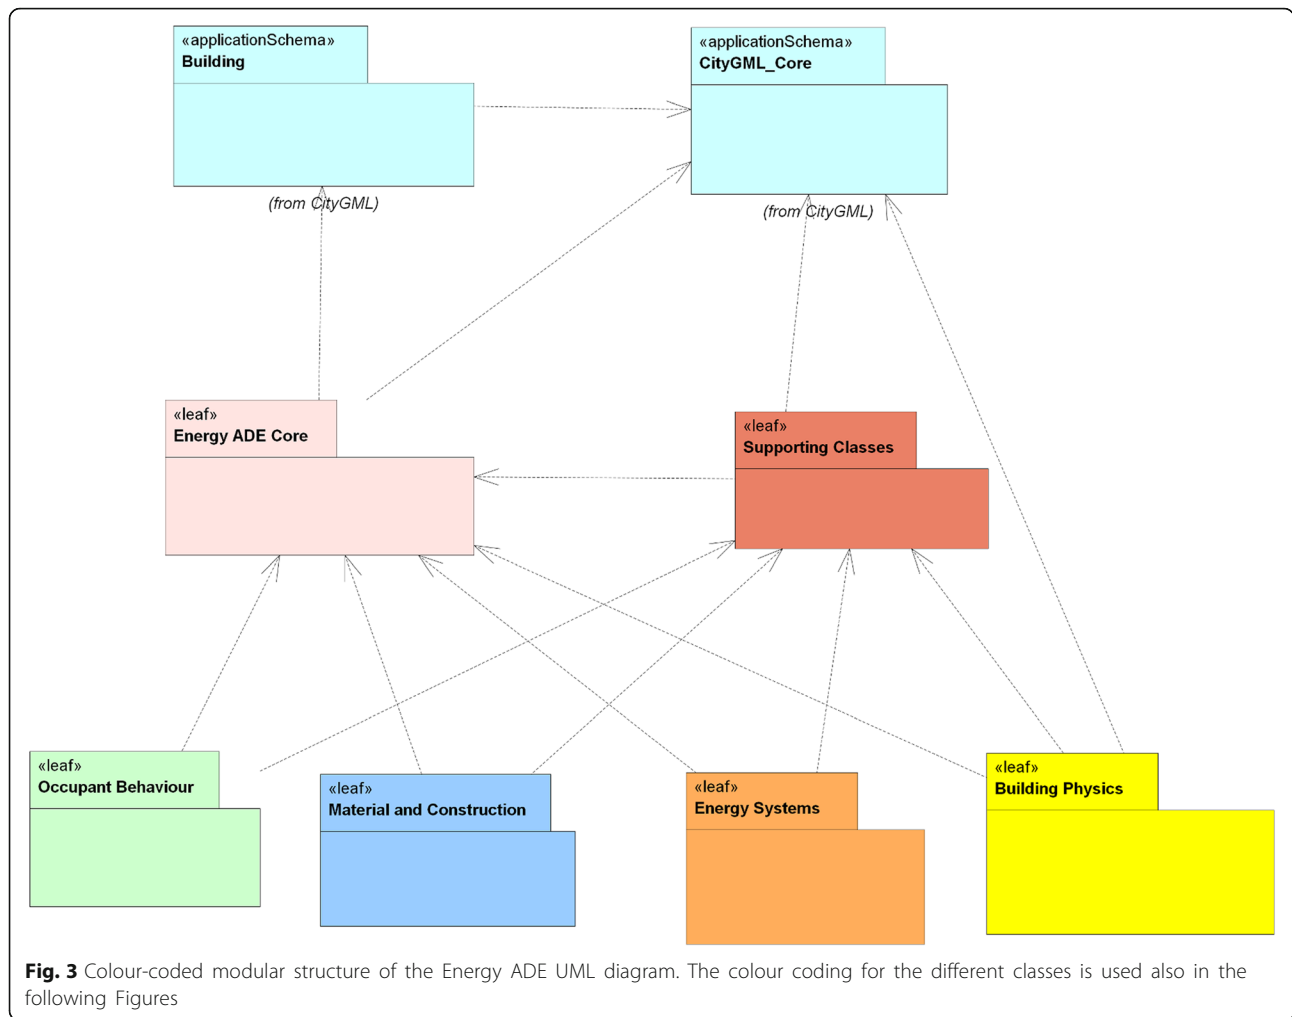 «applicationSchema»
Building
(from CityGML)
«applicationSchema»
CityGML_Core
(from CityGML)
«leaf»
Energy ADE Core
«leaf»
Supporting Classes
«leaf»
Occupant Behaviour
«leaf»
Material and Construction
«leaf»
Energy Systems
«leaf»
Building Physics
Fig. 3 Colour-coded modular structure of the Energy ADE UML diagram. The colour coding for the different classes is used also in the
following Figures